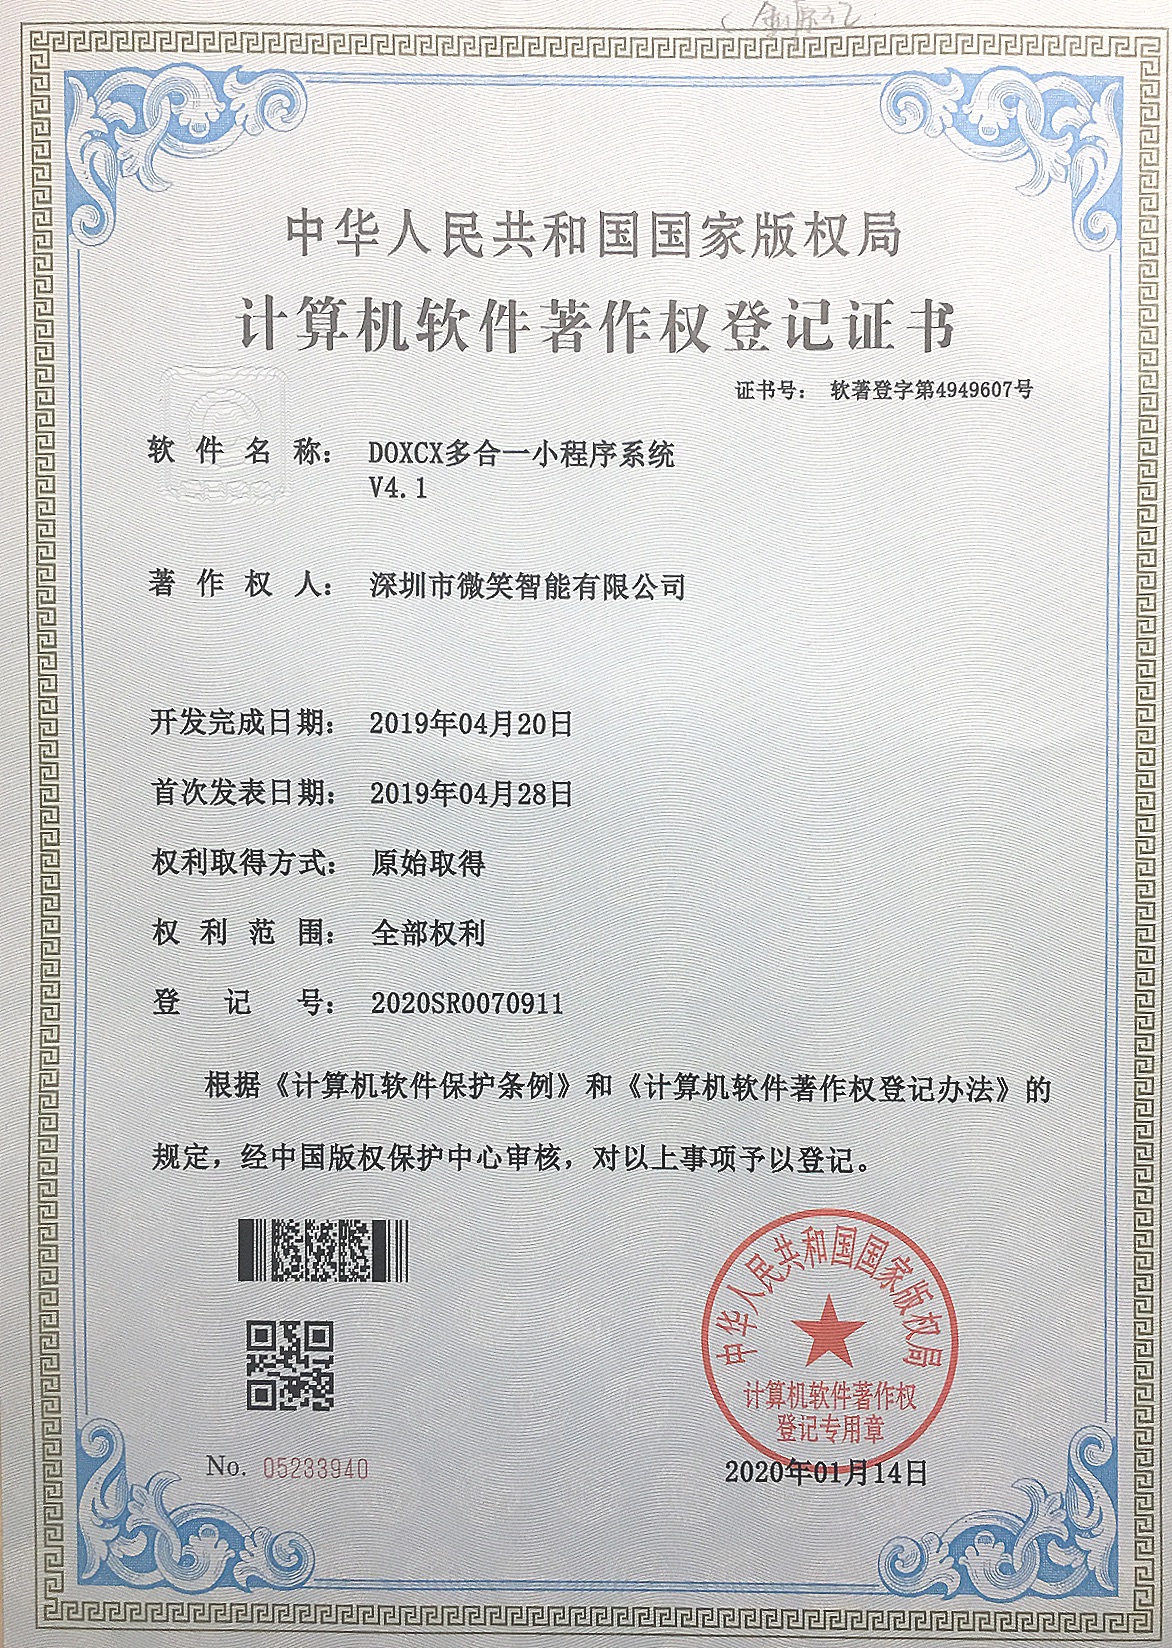 中华人民共和国国家版权局
计算机软件著作权登记证书
证书号： 软著登字第4949607号
软件名称： DOXCX多合一小程序系统
V4.1
著作权人： 深圳市微笑智能有限公司
开发完成日期： 2019年04月20日
首次发表日期： 2019年04月28日
权利取得方式： 原始取得
权利范围： 全部权利
登记号： 2020SR0070911
根据《计算机软件保护条例》和《计算机软件著作权登记办法》的
规定，经中国版权保护中心审核，对以上事项予以登记。
中华人民共和国国家版权局
计算机软件著作权
登记专用章
No. 05233940
2020年01月14日